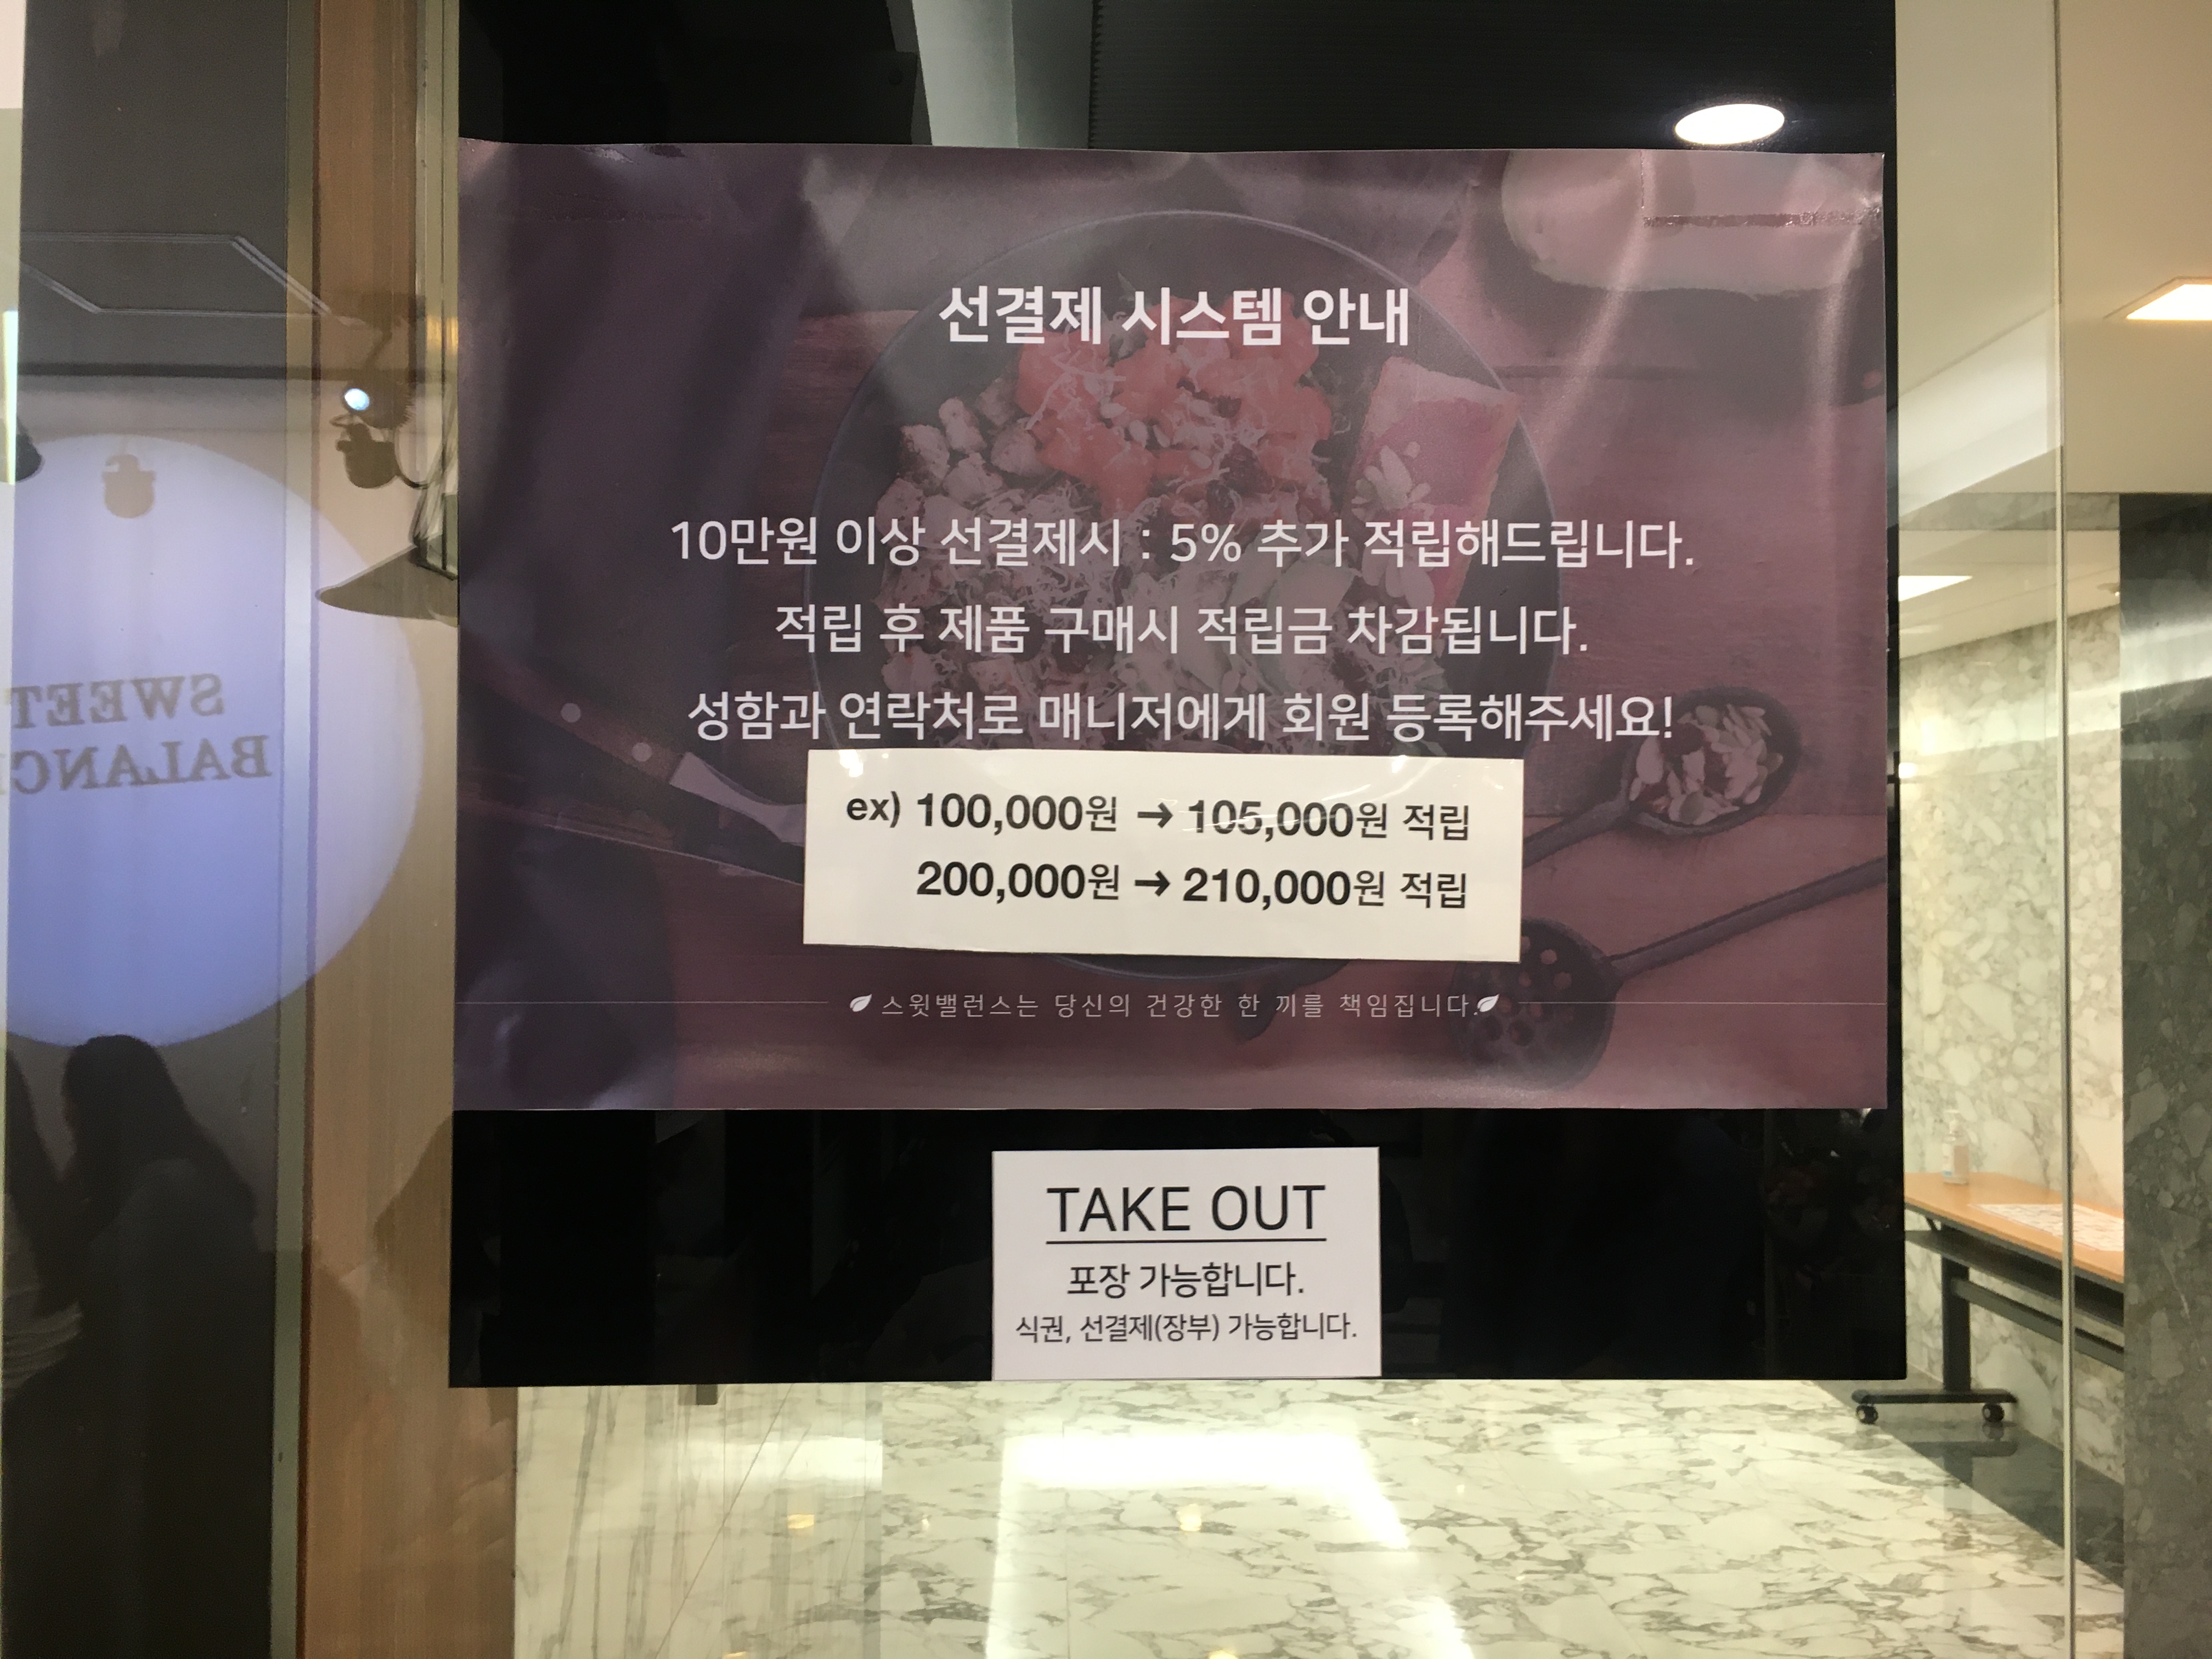 선결제 시스템 안내
10만원 이상 선결제시 : 5% 추가 적립해드립니다.
적립 후 제품 구매시 적립금 차감됩니다.
성함과 연락처로 매니저에게 회원 등록해주세요!
ex) 100,000원 → 105,000원 적립
200,000원 → 210,000원 적립
스윗밸런스는 당신의 건강한 한 끼를 책임집니다.
TAKE OUT
포장 가능합니다.
식권, 선결제(장부) 가능합니다.
SWEET